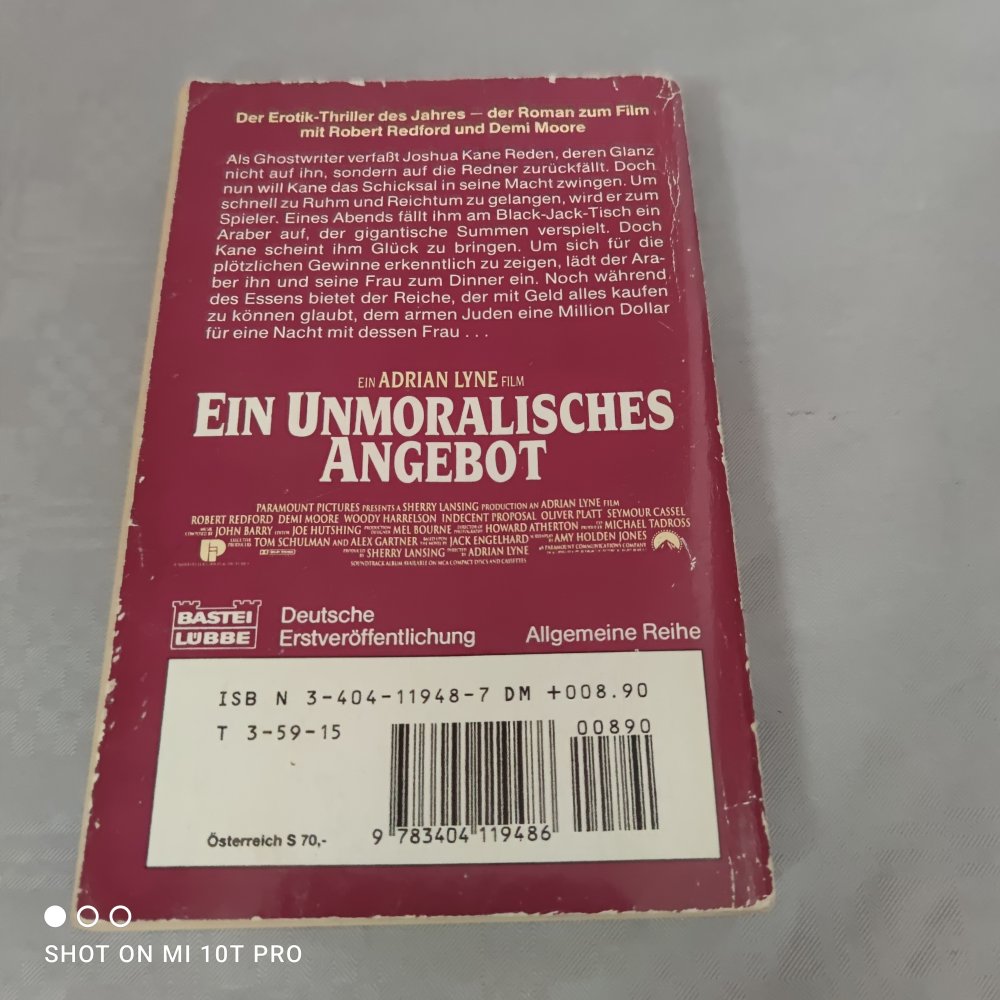 Der Erotik-Thriller des Jahres – der Roman zum Film
mit Robert Redford und Demi Moore
Als Ghostwriter verfaßt Joshua Kane Reden, deren Glanz
nicht auf ihn, sondern auf die Redner zurückfällt. Doch
nun will Kane das Schicksal in seine Macht zwingen. Um
schnell zu Ruhm und Reichtum zu gelangen, wird er zum
Spieler. Eines Abends fällt ihm am Black-Jack-Tisch ein
Araber auf, der gigantische Summen verspielt. Doch
Kane scheint ihm Glück zu bringen. Um sich für die
plötzlichen Gewinne erkenntlich zu zeigen, lädt der Ara-
ber ihn und seine Frau zum Dinner ein. Noch während
des Essens bietet der Reiche, der mit Geld alles kaufen
zu können glaubt, dem armen Juden eine Million Dollar
für eine Nacht mit dessen Frau . . .
EIN ADRIAN LYNE FILM
EIN UNMORALISCHES
ANGEBOT
PARAMOUNT PICTURES PRESENTS A SHERRY LANSING PRODUCTION AN ADRIAN LYNE FILM
ROBERT REDFORD DEMI MOORE WOODY HARRELSON INDECENT PROPOSAL OLIVER PLATT SEYMOUR CASSEL
JOHN BARRY JOE HUTSHING PRODUCTION DESIGNER MEL BOURNE HOWARD ATHERTON MICHAEL TADROSS
TOM SCHULMAN AND ALEX GARTNER JACK ENGELHARD AMY HOLDEN JONES
SHERRY LANSING ADRIAN LYNE A PARAMOUNT COMMUNICATIONS COMPANY
SOUNDTRACK ALBUM AVAILABLE ON MCA COMPACT DISCS AND CASSETTES
BASTEI
LÜBBE
Deutsche
Erstveröffentlichung
Allgemeine Reihe
ISB N 3-404-11948-7 DM +008.90
T 3-59-15
00890
Österreich S 70,-
9 783404 119486
SHOT ON MI 10T PRO